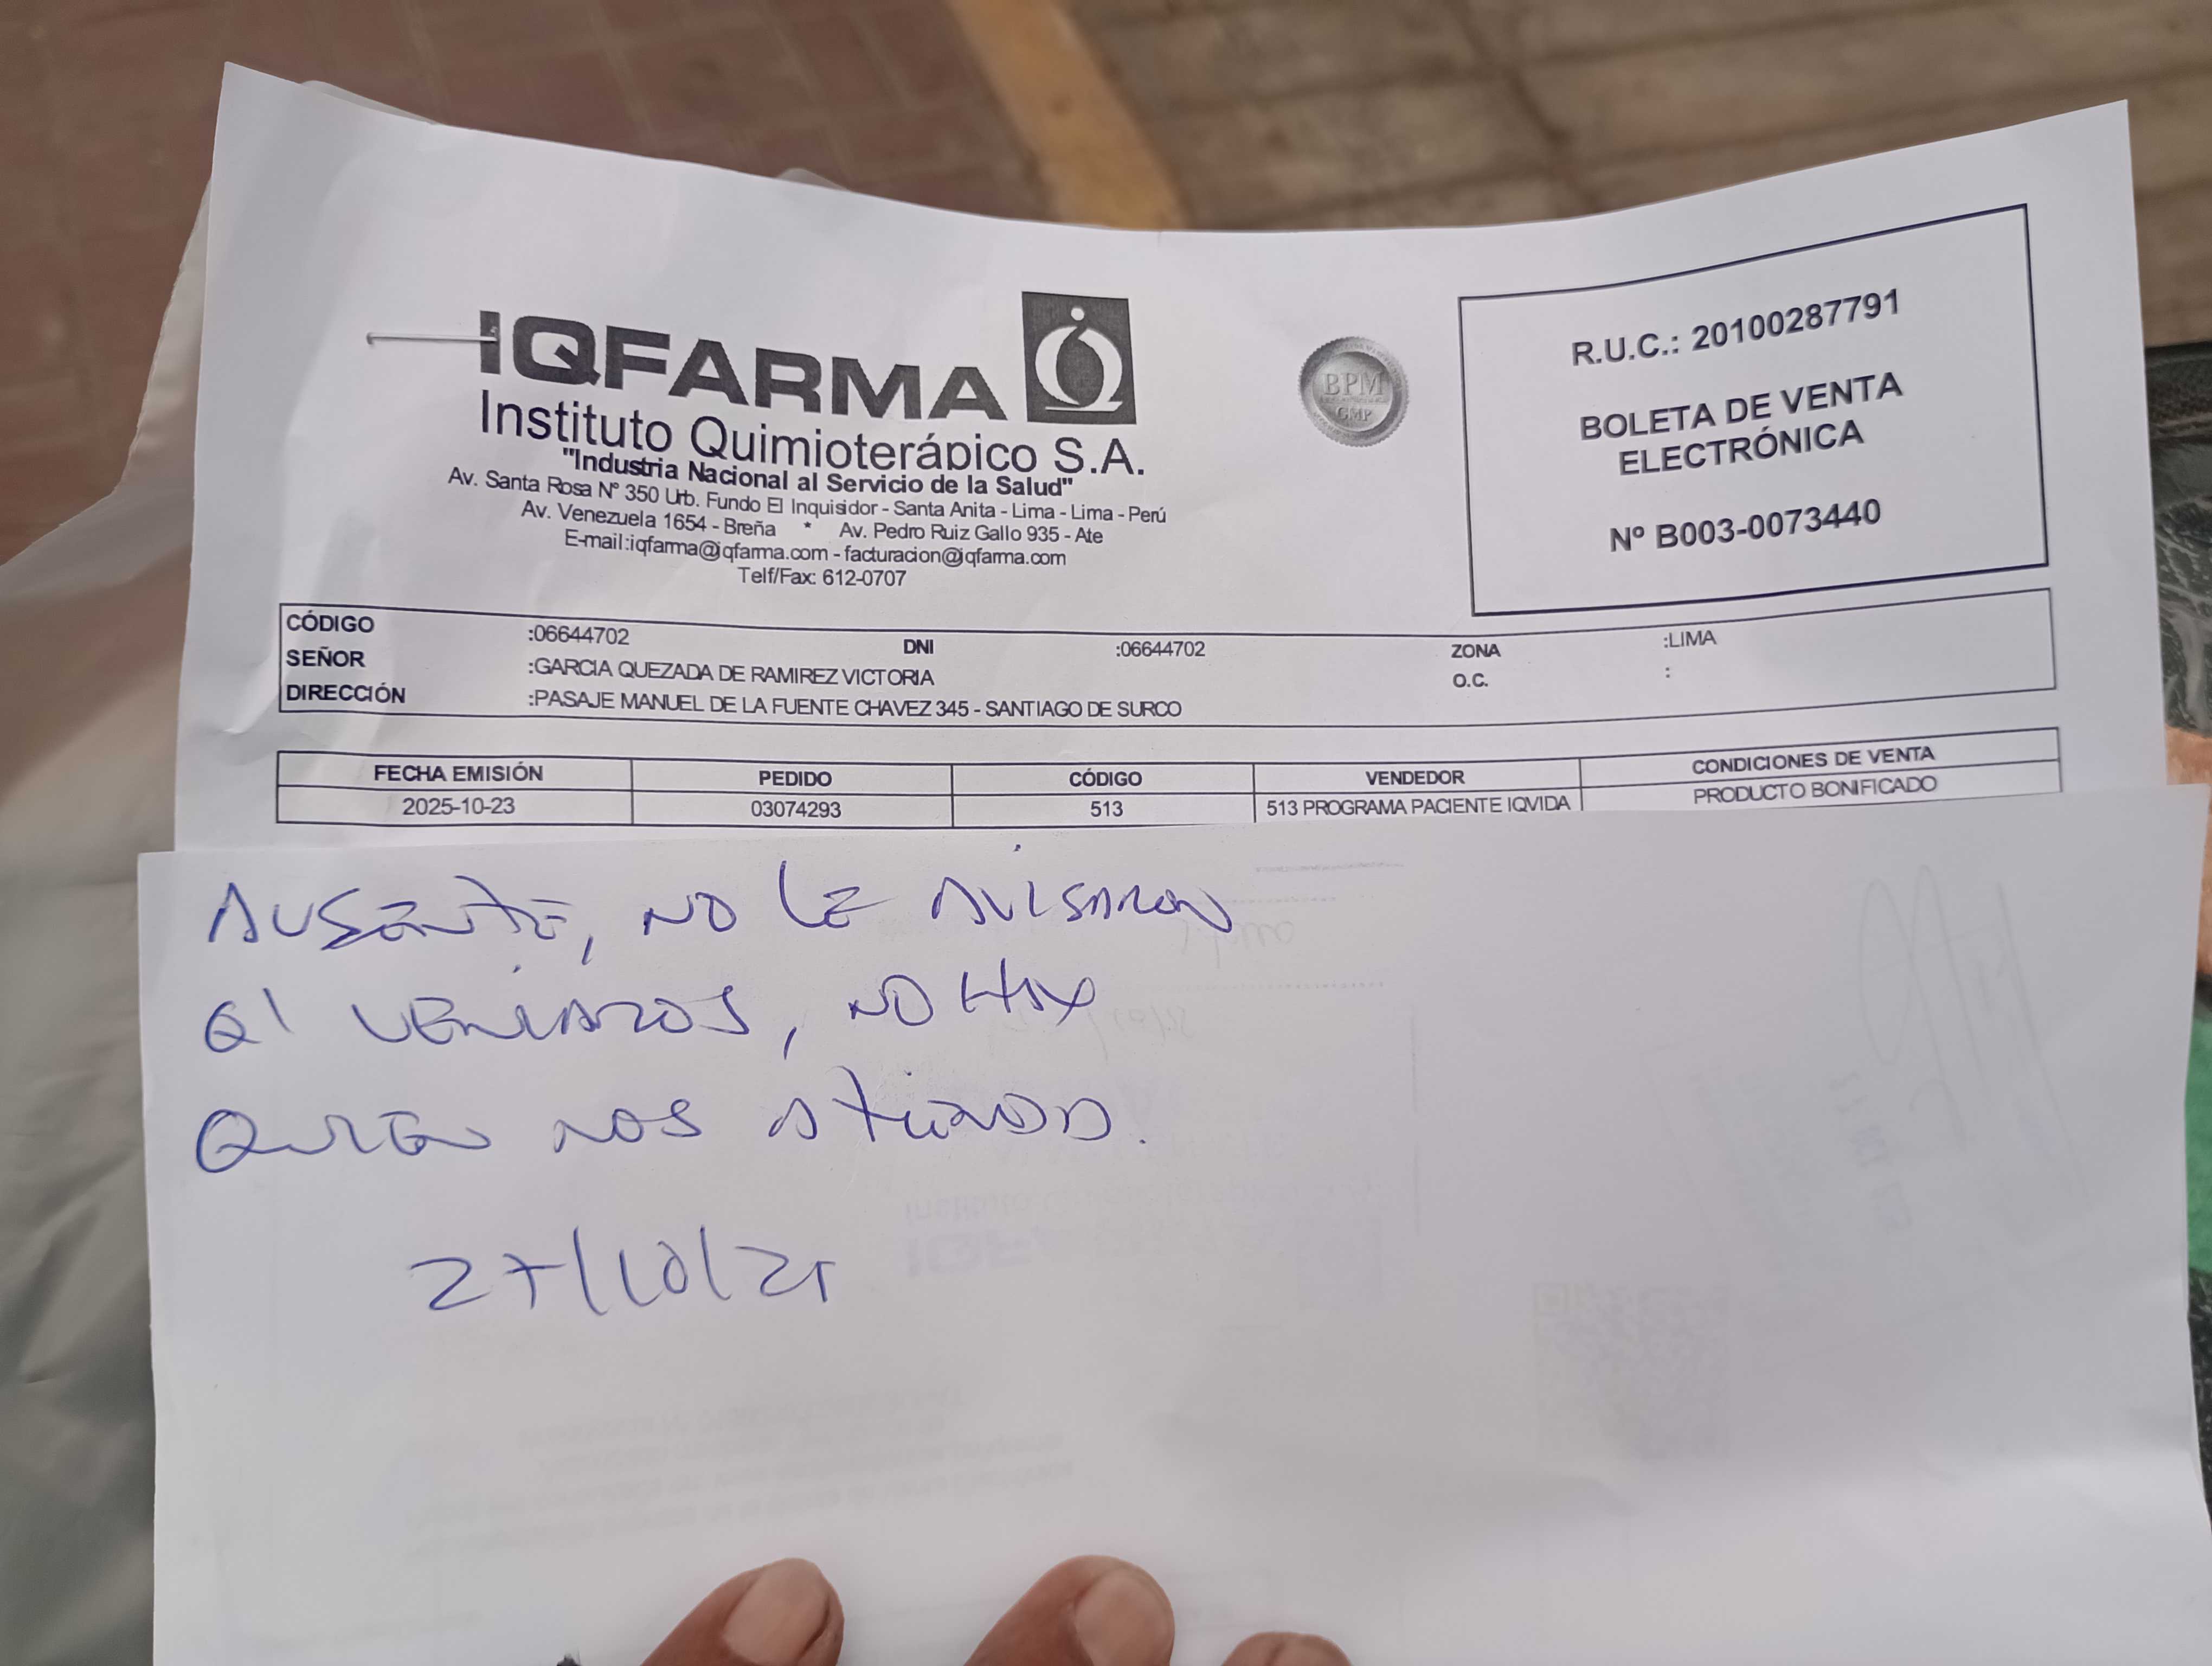 IQFARMA
Instituto Quimioterápico S.A.
"Industria Nacional al Servicio de la Salud"
Av. Santa Rosa Nº 350 Urb. Fundo El Inquisidor - Santa Anita - Lima - Lima - Perú
Av. Venezuela 1654 - Breña * Av. Pedro Ruiz Gallo 935 - Ate
E-mail:iqfarma@iqfarma.com - facturacion@iqfarma.com
Telf/Fax: 612-0707
BPM
GMP
R.U.C.: 20100287791
BOLETA DE VENTA
ELECTRÓNICA
Nº B003-0073440
CÓDIGO :06644702 DNI :06644702 ZONA :LIMA
SEÑOR :GARCIA QUEZADA DE RAMIREZ VICTORIA O.C. :
DIRECCIÓN :PASAJE MANUEL DE LA FUENTE CHAVEZ 345 - SANTIAGO DE SURCO
FECHA EMISIÓN PEDIDO CÓDIGO VENDEDOR CONDICIONES DE VENTA
2025-10-23 03074293 513 513 PROGRAMA PACIENTE IQVIDA PRODUCTO BONIFICADO
AUSENTE, NO LE AVISARON
Q' VENIAMOS, NO HAY
QUIEN NOS ATIENDA.
27/10/25